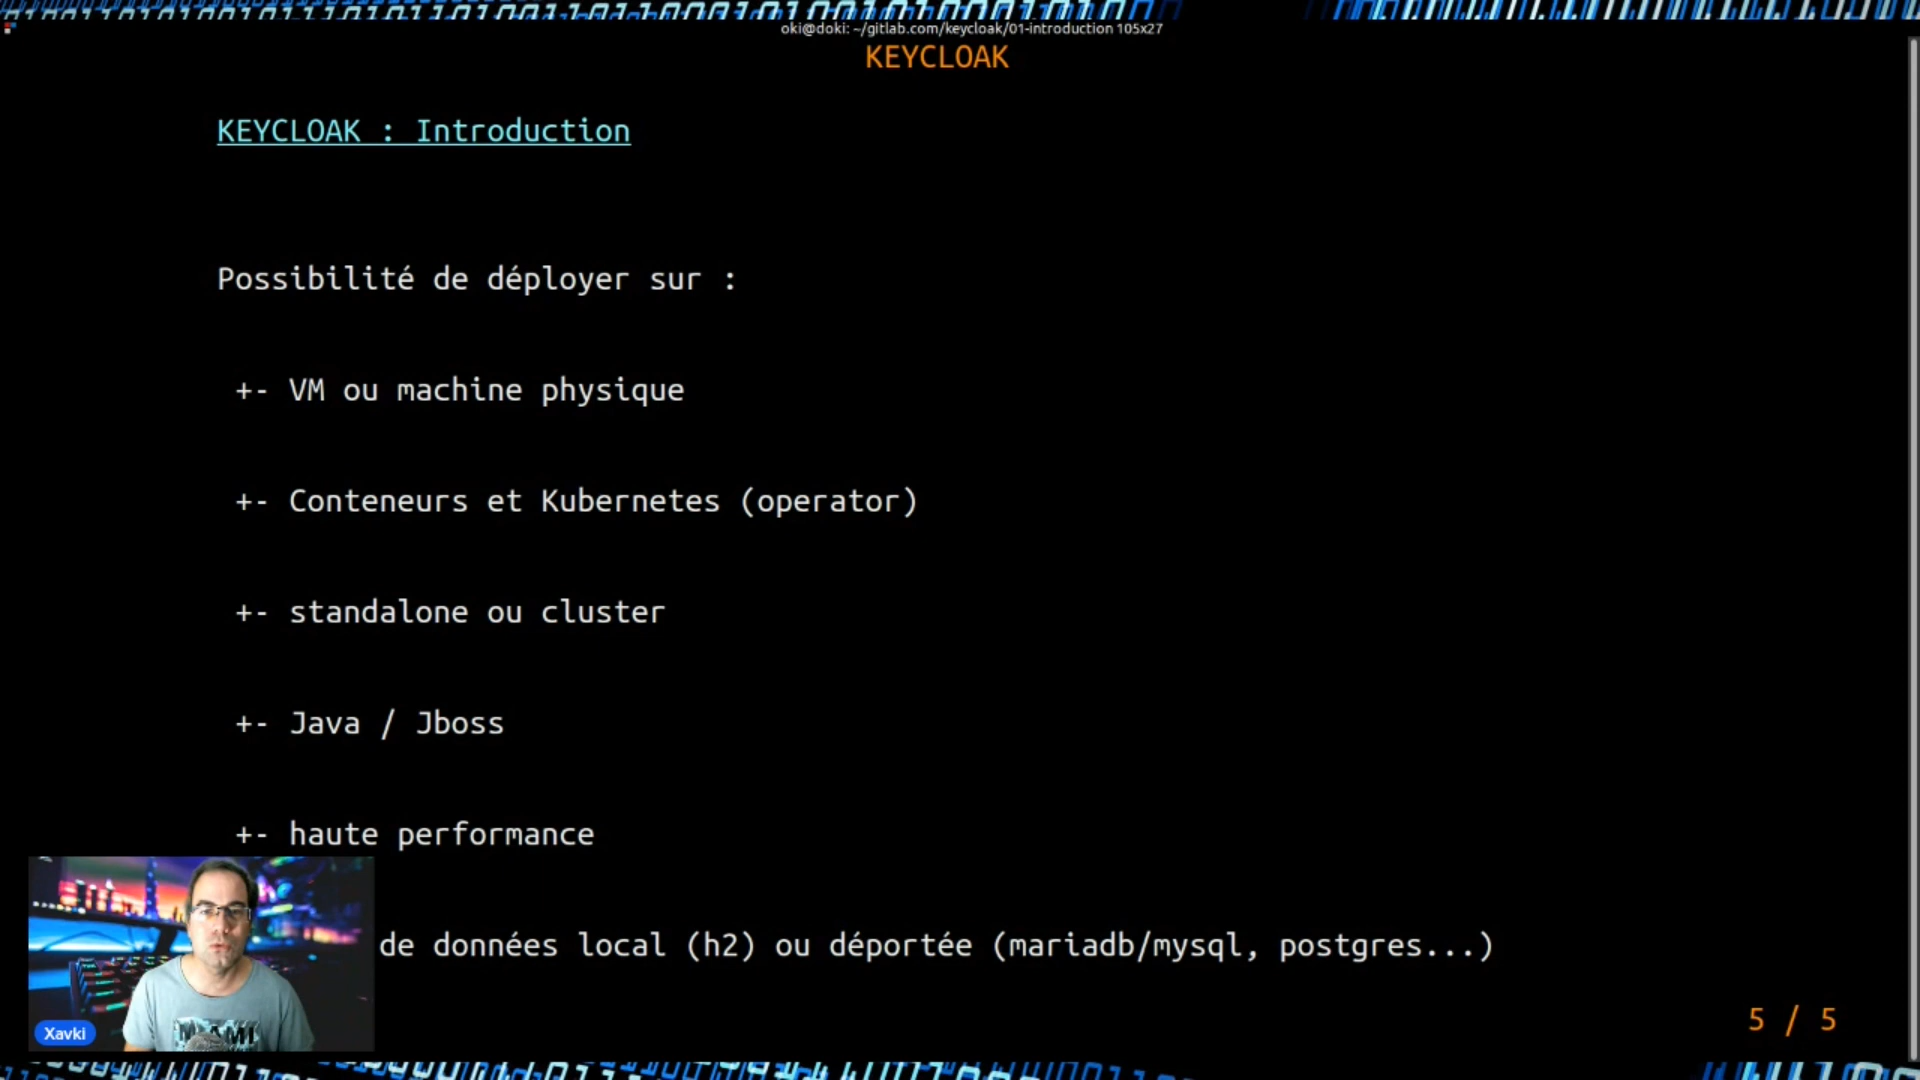 oki@doki: ~/gitlab.com/keycloak/01-introduction 105x27
KEYCLOAK
KEYCLOAK : Introduction
Possibilité de déployer sur :
+- VM ou machine physique
+- Conteneurs et Kubernetes (operator)
+- standalone ou cluster
+- Java / Jboss
+- haute performance
de données local (h2) ou déportée (mariadb/mysql, postgres...)
Xavki
5 / 5